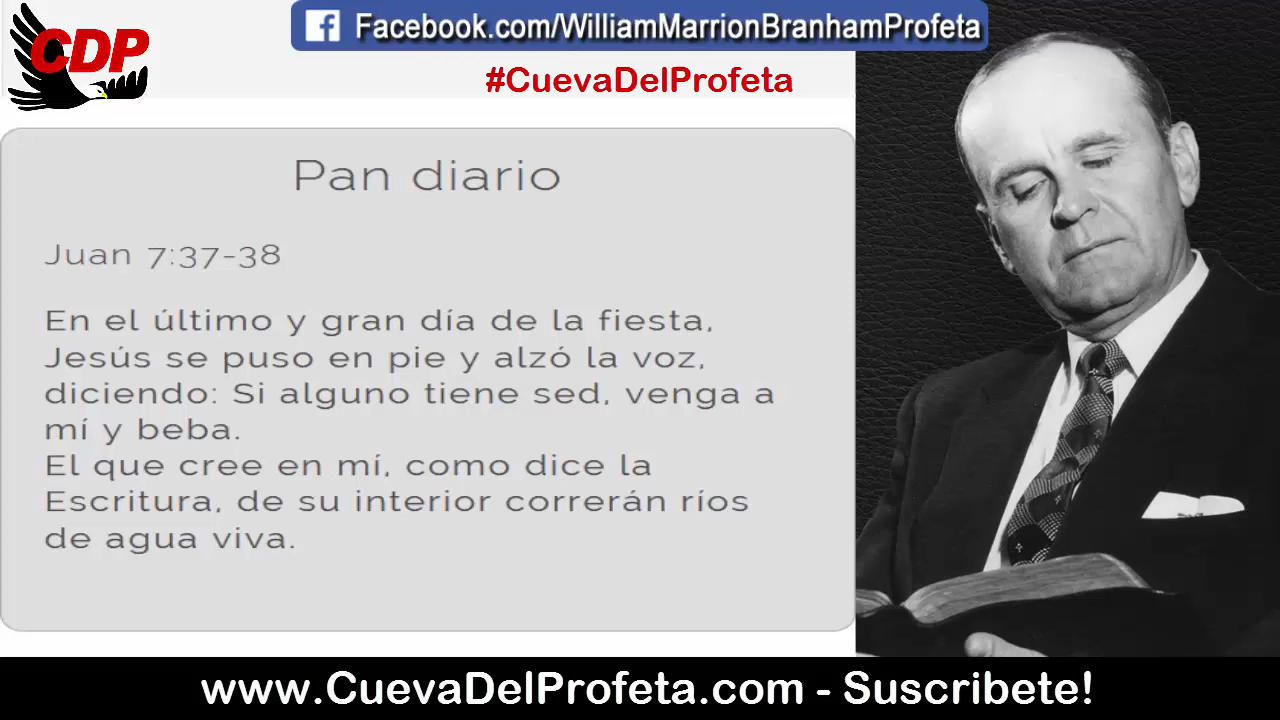 CDP
Facebook.com/WilliamMarrionBranhamProfeta
#CuevaDelProfeta
Pan diario
Juan 7:37-38
En el último y gran día de la fiesta,
Jesús se puso en pie y alzó la voz,
diciendo: Si alguno tiene sed, venga a
mí y beba.
El que cree en mí, como dice la
Escritura, de su interior correrán ríos
de agua viva.
www.CuevaDelProfeta.com - Suscribete!